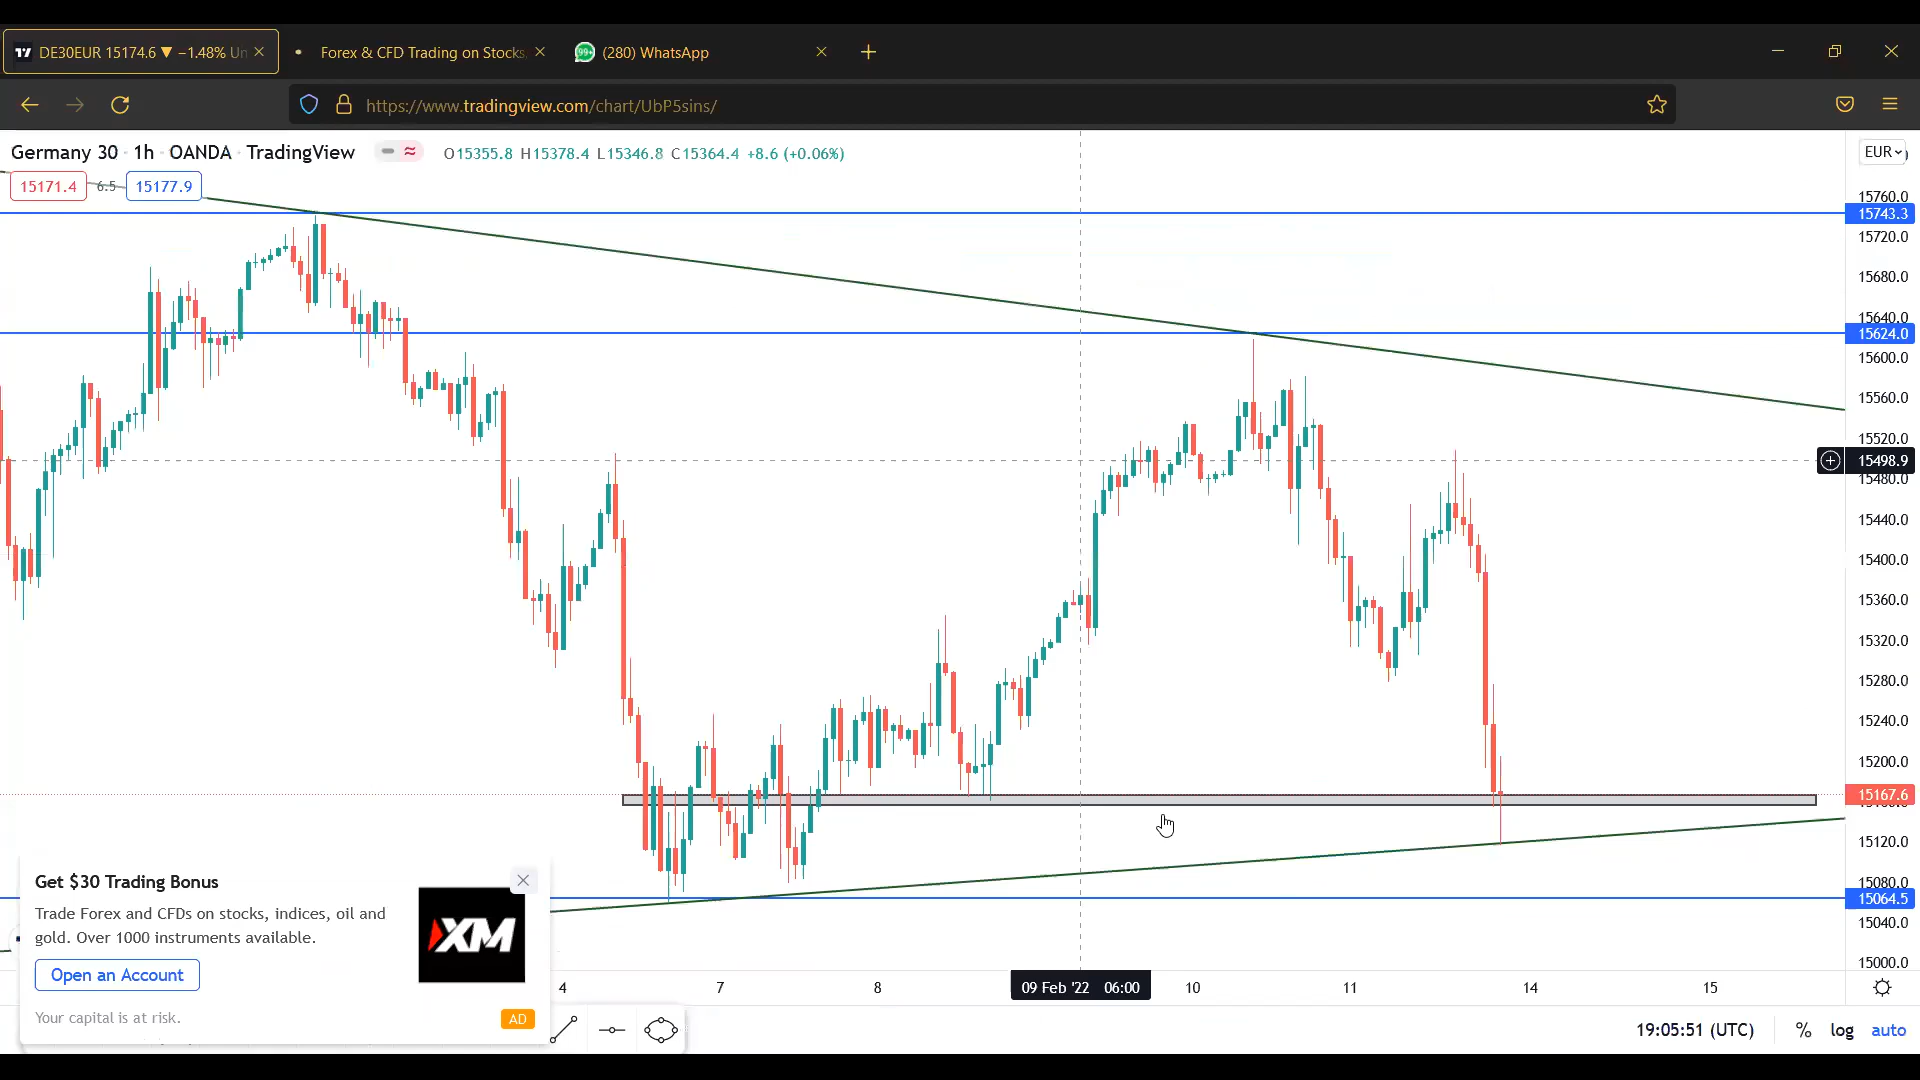 DE30EUR 15174.6 ▼ −1.48% Un
Forex & CFD Trading on Stocks,
99+ (280) WhatsApp
https://www.tradingview.com/chart/UbP5sins/
Germany 30 · 1h · OANDA · TradingView
O15355.8 H15378.4 L15346.8 C15364.4 +8.6 (+0.06%)
EUR
15171.4 6.5 15177.9
15760.0
15743.3
15720.0
15680.0
15640.0
15624.0
15600.0
15560.0
15520.0
15498.9
15480.0
15440.0
15400.0
15360.0
15320.0
15280.0
15240.0
15200.0
15167.6
15120.0
15080.0
15064.5
15040.0
15000.0
Get $30 Trading Bonus
Trade Forex and CFDs on stocks, indices, oil and
gold. Over 1000 instruments available.
Open an Account
Your capital is at risk.
AD
XM
4 7 8 09 Feb '22 06:00 10 11 14 15
19:05:51 (UTC) % log auto